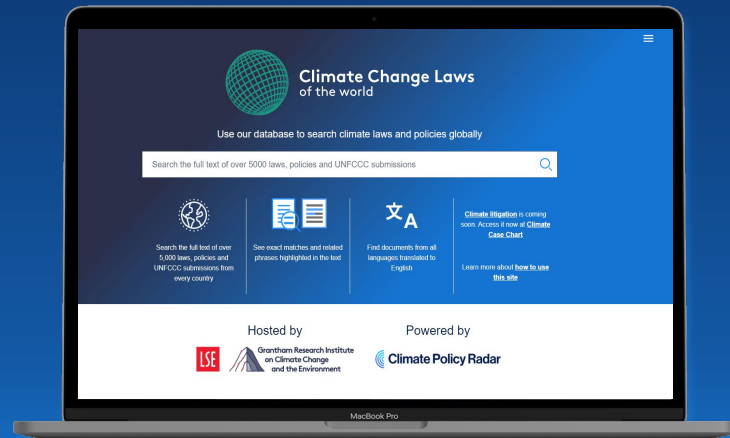 Climate Change Laws
of the world
Use our database to search climate laws and policies globally
Search the full text of over 5000 laws, policies and UNFCCC submissions
Search the full text of over
5,000 laws, policies and
UNFCCC submissions from
every country
See exact matches and related
phrases highlighted in the text
文A
Find documents from all
languages translated to
English
Climate litigation is coming
soon. Access it now at Climate
Case Chart
Learn more about how to use
this site
Hosted by
LSE
Grantham Research Institute
on Climate Change
and the Environment
Powered by
Climate Policy Radar
MacBook Pro